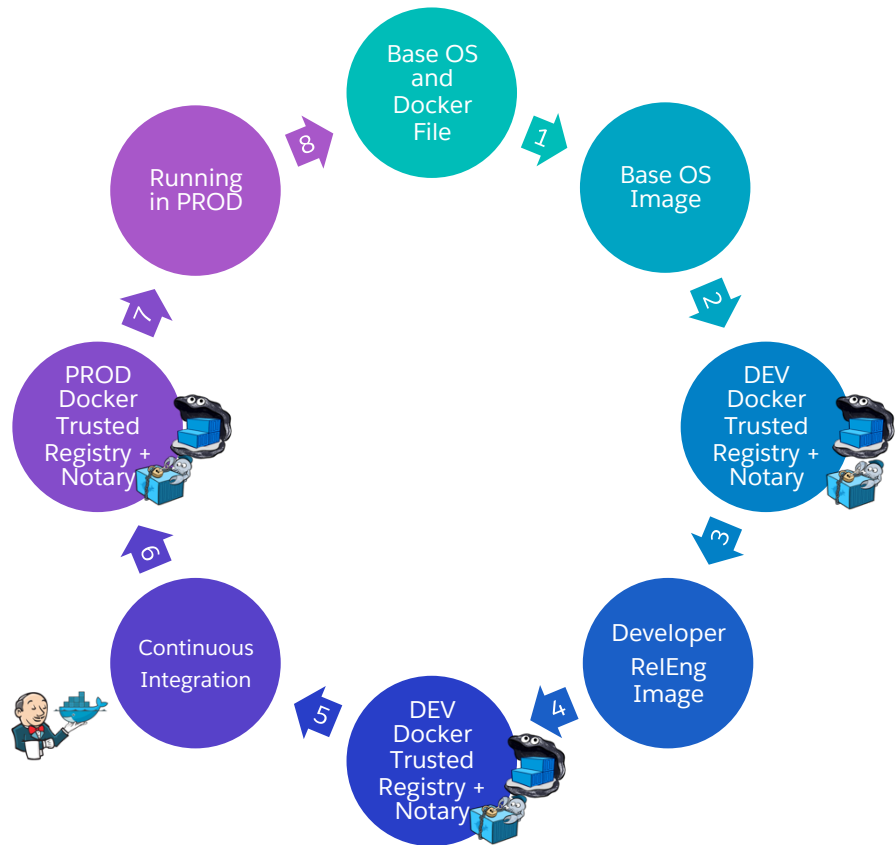 Base OS
and
Docker
File
1
Base OS
Image
2
DEV
Docker
Trusted
Registry +
Notary
3
Developer
RelEng
Image
4
DEV
Docker
Trusted
Registry +
Notary
5
Continuous
Integration
6
PROD
Docker
Trusted
Registry +
Notary
7
Running
in PROD
8